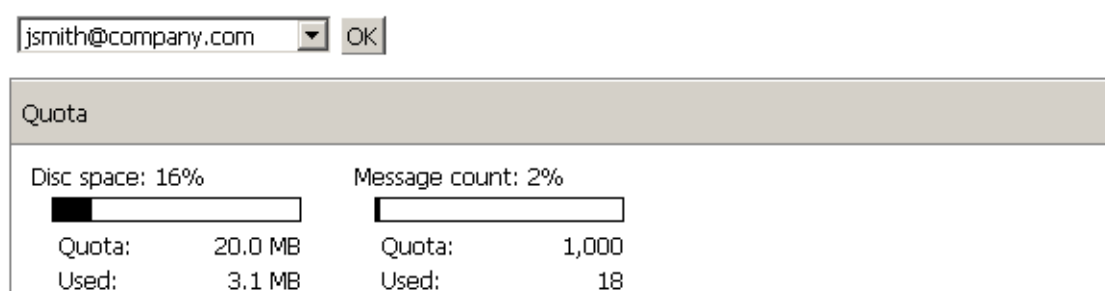 jsmith@company.com OK
Quota
Disc space: 16% Message count: 2%
Quota: 20.0 MB Quota: 1,000
Used: 3.1 MB Used: 18